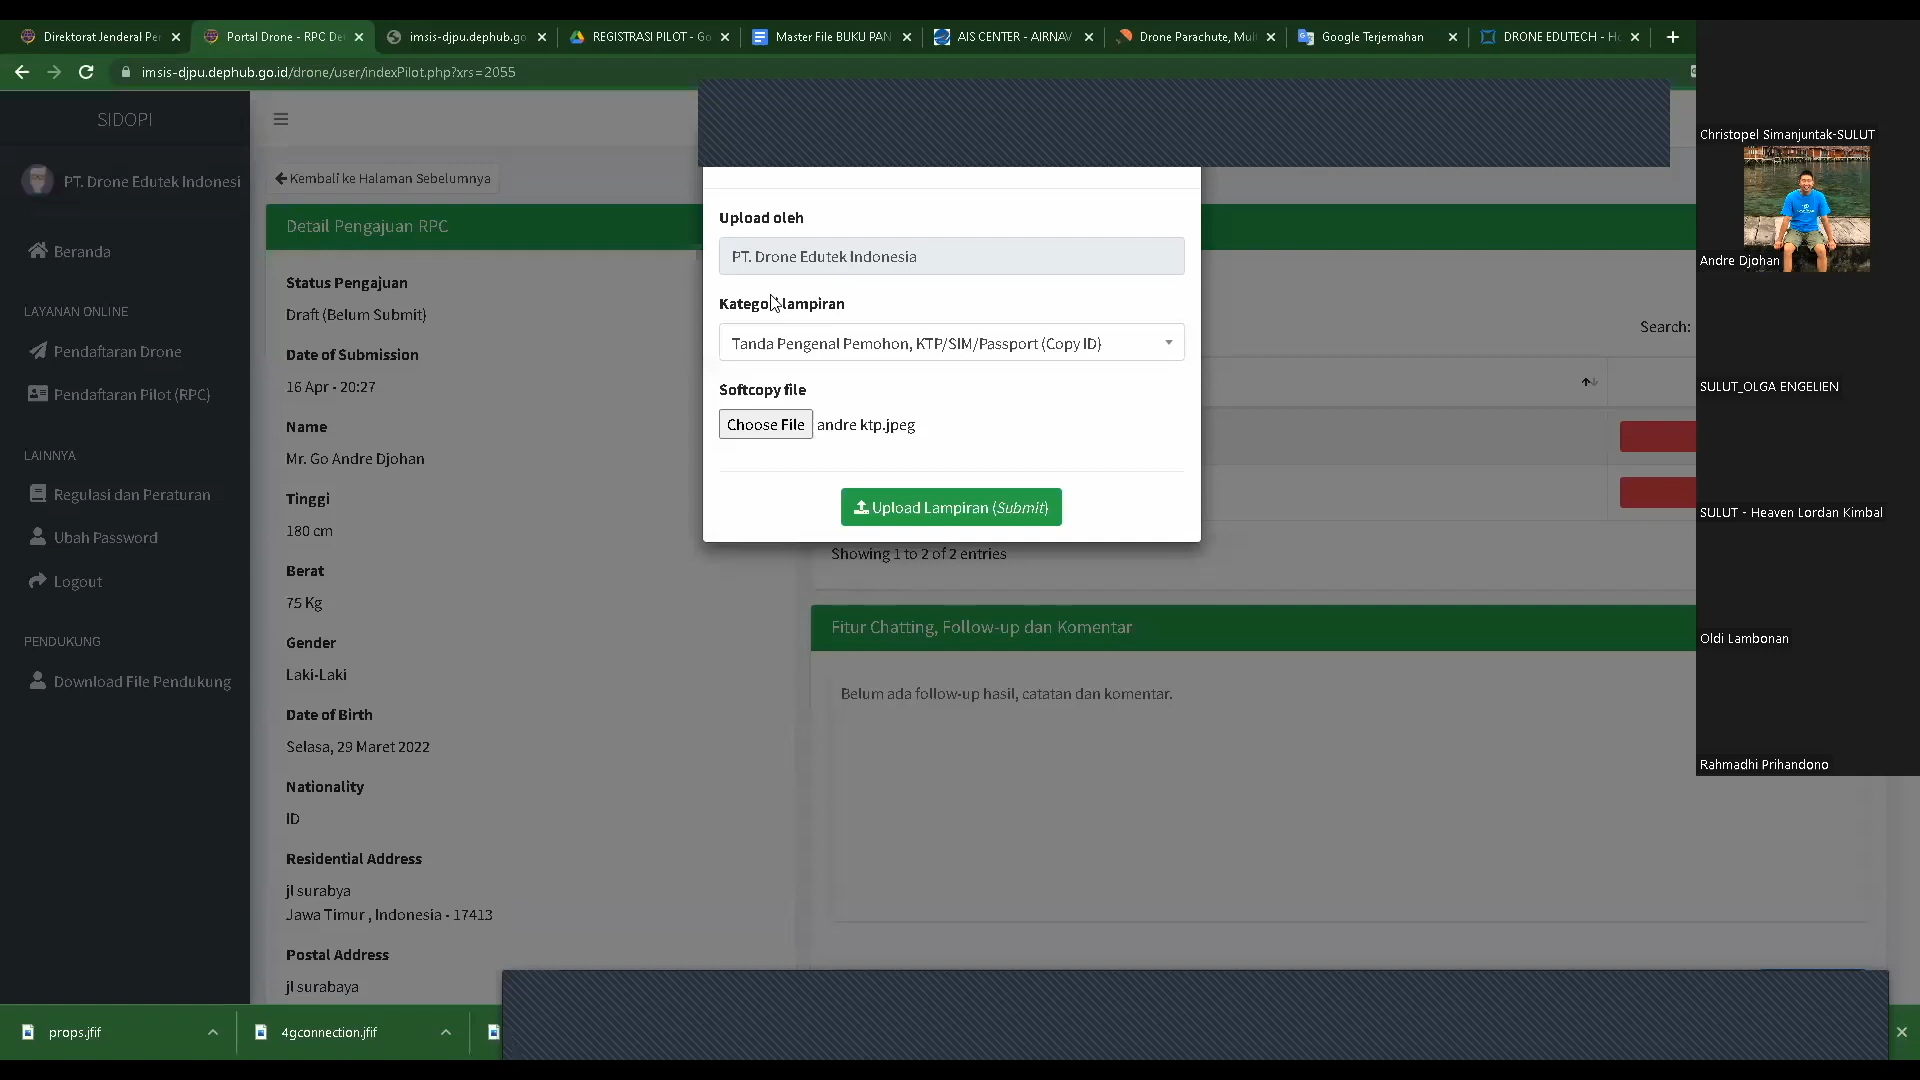 Direktorat Jenderal Per
Portal Drone - RPC De
imsis-djpu.dephub.go
REGISTRASI PILOT - Go
Master File BUKU PAN
AIS CENTER - AIRNAV
Drone Parachute, Mul
Google Terjemahan
DRONE EDUTECH - Ho
imsis-djpu.dephub.go.id/drone/user/indexPilot.php?xrs=2055
SIDOPI
PT. Drone Edutek Indonesi
Beranda
LAYANAN ONLINE
Pendaftaran Drone
Pendaftaran Pilot (RPC)
LAINNYA
Regulasi dan Peraturan
Ubah Password
Logout
PENDUKUNG
Download File Pendukung
Kembali ke Halaman Sebelumnya
Detail Pengajuan RPC
Status Pengajuan
Draft (Belum Submit)
Date of Submission
16 Apr - 20:27
Name
Mr. Go Andre Djohan
Tinggi
180 cm
Berat
75 Kg
Gender
Laki-Laki
Date of Birth
Selasa, 29 Maret 2022
Nationality
ID
Residential Address
jl surabya
Jawa Timur , Indonesia - 17413
Postal Address
jl surabaya
Upload oleh
PT. Drone Edutek Indonesia
Kategori lampiran
Tanda Pengenal Pemohon, KTP/SIM/Passport (Copy ID)
Softcopy file
Choose File andre ktp.jpeg
Upload Lampiran (Submit)
Search:
Showing 1 to 2 of 2 entries
Fitur Chatting, Follow-up dan Komentar
Belum ada follow-up hasil, catatan dan komentar.
Christopel Simanjuntak-SULUT
Andre Djohan
SULUT_OLGA ENGELIEN
SULUT - Heaven Lordan Kimbal
Oldi Lambonan
Rahmadhi Prihandono
props.jfif
4gconnection.jfif